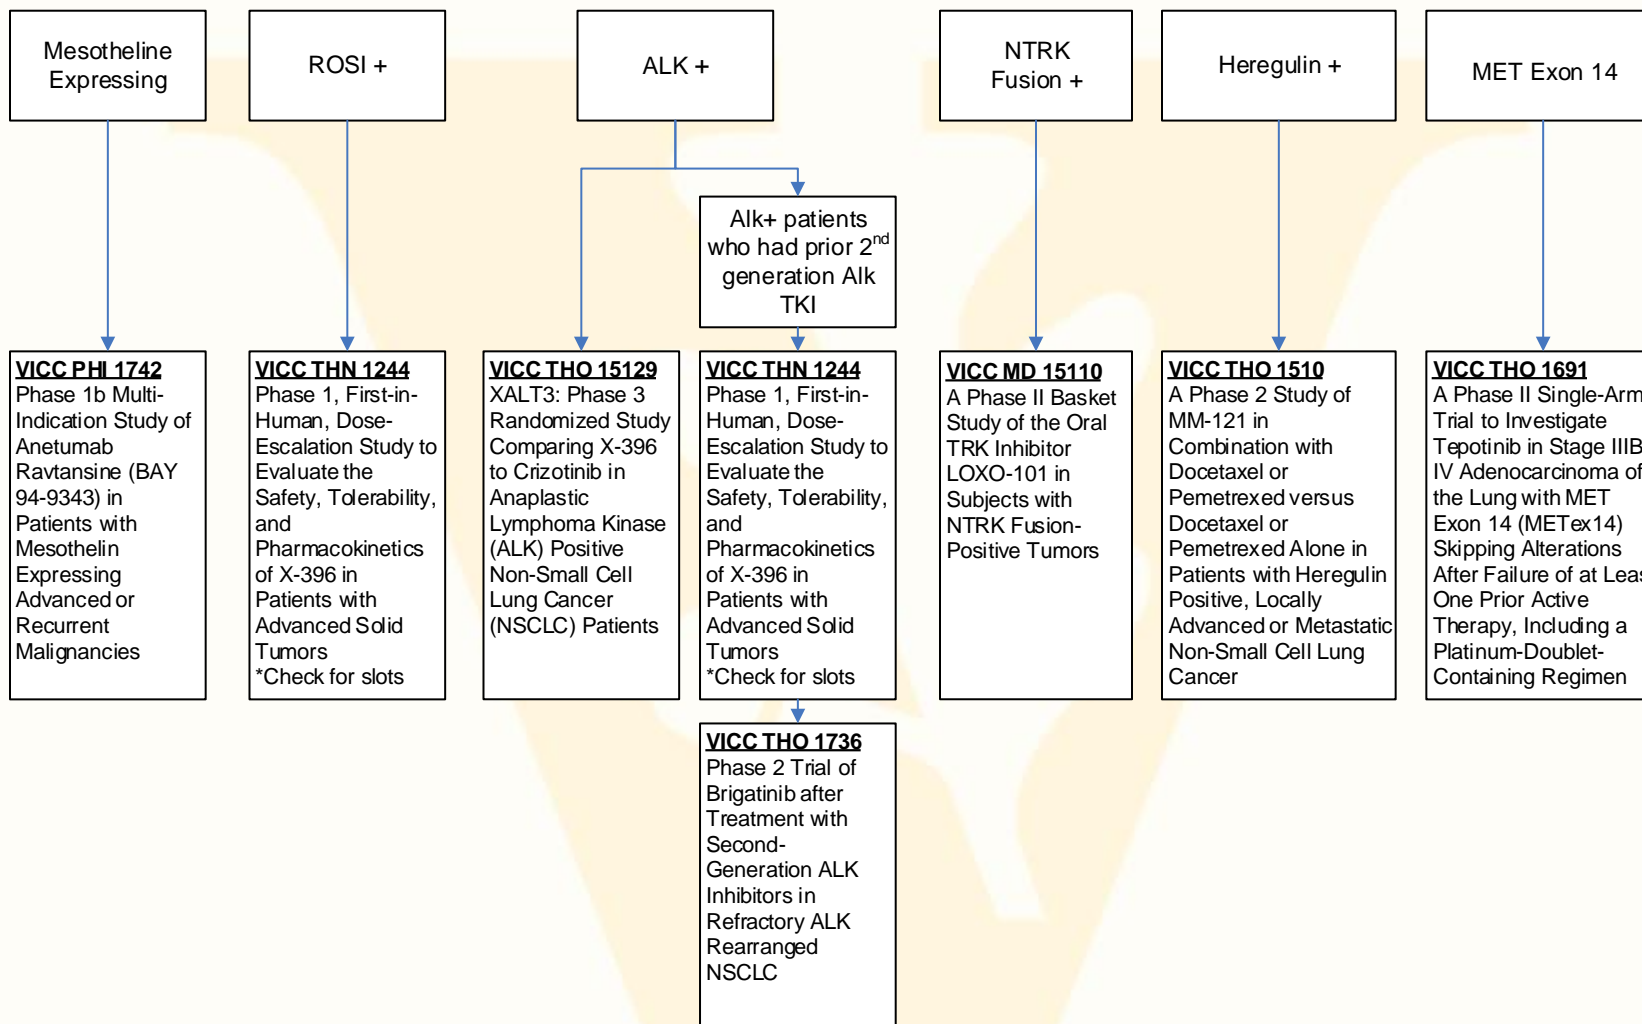 Mesotheline
Expressing
ROSI +
ALK +
NTRK
Fusion +
Heregulin +
MET Exon 14
Alk+ patients
who had prior 2nd
generation Alk
TKI
VICC PHI 1742
Phase 1b Multi-
Indication Study of
Anetumab
Ravtansine (BAY
94-9343) in
Patients with
Mesothelin
Expressing
Advanced or
Recurrent
Malignancies
VICC THN 1244
Phase 1, First-in-
Human, Dose-
Escalation Study to
Evaluate the
Safety, Tolerability,
and
Pharmacokinetics
of X-396 in
Patients with
Advanced Solid
Tumors
*Check for slots
VICC THO 15129
XALT3: Phase 3
Randomized Study
Comparing X-396
to Crizotinib in
Anaplastic
Lymphoma Kinase
(ALK) Positive
Non-Small Cell
Lung Cancer
(NSCLC) Patients
VICC THN 1244
Phase 1, First-in-
Human, Dose-
Escalation Study to
Evaluate the
Safety, Tolerability,
and
Pharmacokinetics
of X-396 in
Patients with
Advanced Solid
Tumors
*Check for slots
VICC MD 15110
A Phase II Basket
Study of the Oral
TRK Inhibitor
LOXO-101 in
Subjects with
NTRK Fusion-
Positive Tumors
VICC THO 1510
A Phase 2 Study of
MM-121 in
Combination with
Docetaxel or
Pemetrexed versus
Docetaxel or
Pemetrexed Alone in
Patients with Heregulin
Positive, Locally
Advanced or Metastatic
Non-Small Cell Lung
Cancer
VICC THO 1691
A Phase II Single-Arm
Trial to Investigate
Tepotinib in Stage IIIB
IV Adenocarcinoma of
the Lung with MET
Exon 14 (METex14)
Skipping Alterations
After Failure of at Leas
One Prior Active
Therapy, Including a
Platinum-Doublet-
Containing Regimen
VICC THO 1736
Phase 2 Trial of
Brigatinib after
Treatment with
Second-
Generation ALK
Inhibitors in
Refractory ALK
Rearranged
NSCLC